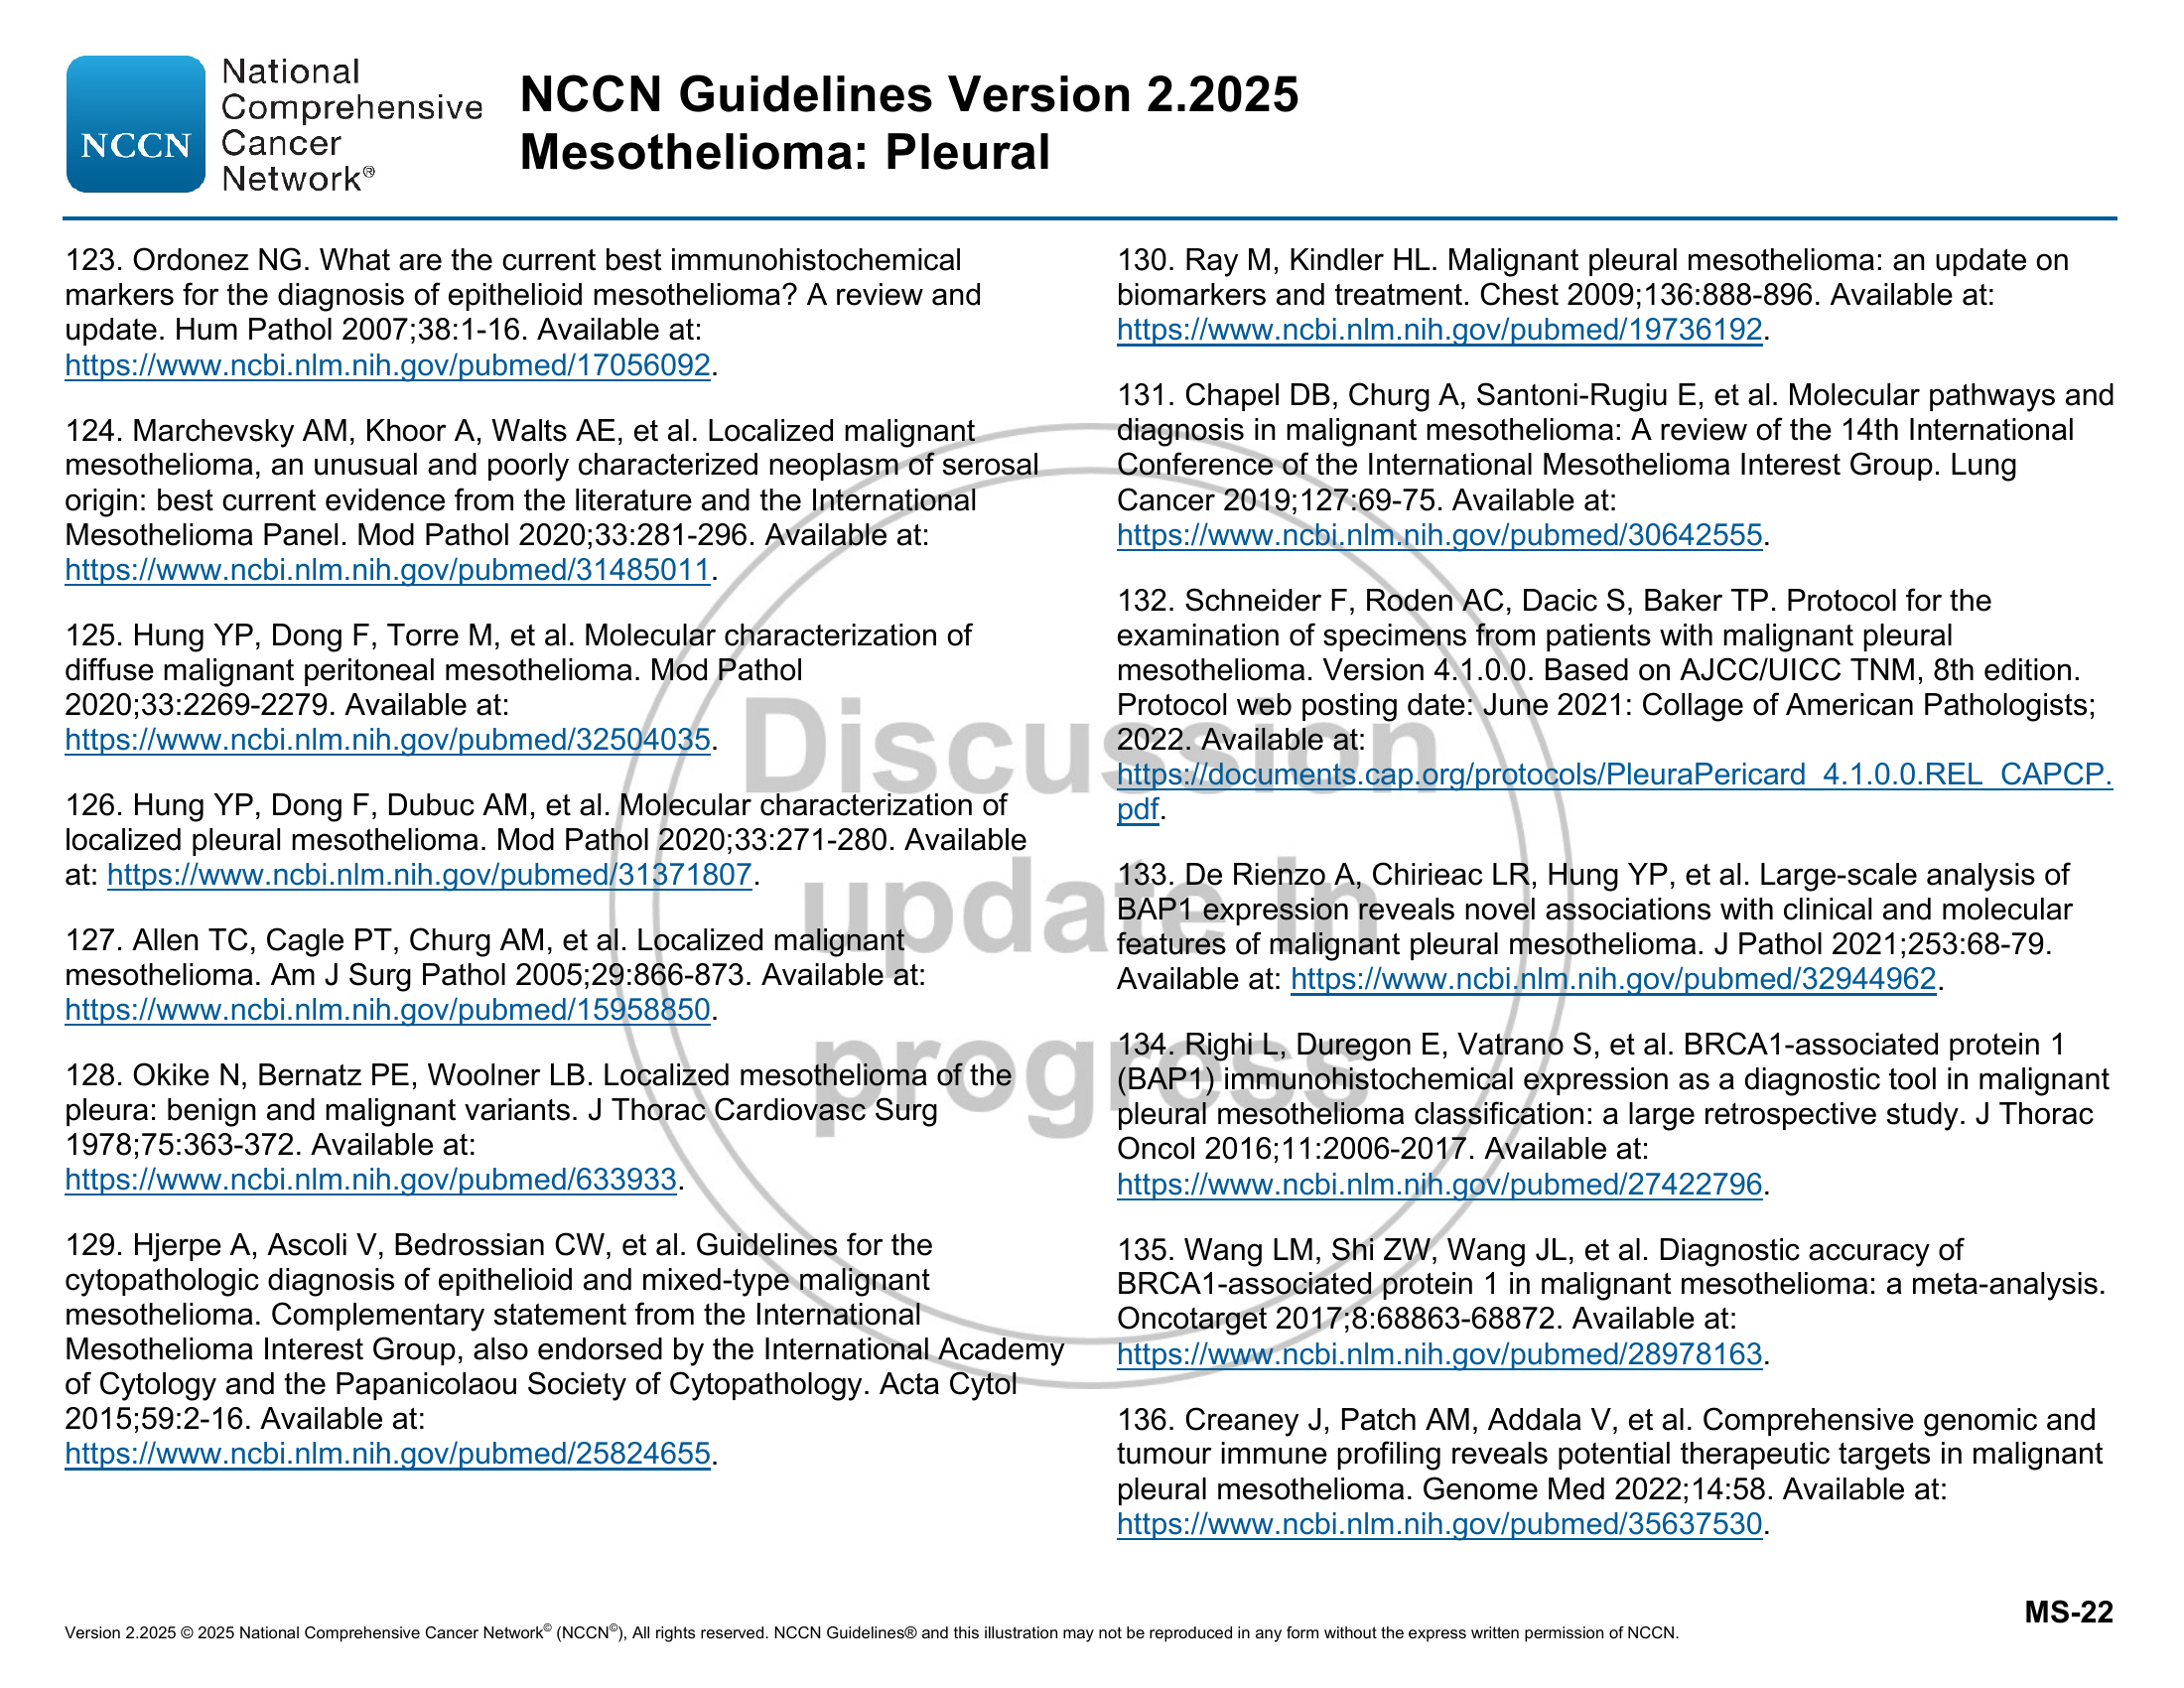 NCCN
National
Comprehensive
Cancer
Network®
NCCN Guidelines Version 2.2025
Mesothelioma: Pleural
123. Ordonez NG. What are the current best immunohistochemical
markers for the diagnosis of epithelioid mesothelioma? A review and
update. Hum Pathol 2007;38:1-16. Available at:
https://www.ncbi.nlm.nih.gov/pubmed/17056092.
124. Marchevsky AM, Khoor A, Walts AE, et al. Localized malignant
mesothelioma, an unusual and poorly characterized neoplasm of serosal
origin: best current evidence from the literature and the International
Mesothelioma Panel. Mod Pathol 2020;33:281-296. Available at:
https://www.ncbi.nlm.nih.gov/pubmed/31485011.
125. Hung YP, Dong F, Torre M, et al. Molecular characterization of
diffuse malignant peritoneal mesothelioma. Mod Pathol
2020;33:2269-2279. Available at:
https://www.ncbi.nlm.nih.gov/pubmed/32504035.
126. Hung YP, Dong F, Dubuc AM, et al. Molecular characterization of
localized pleural mesothelioma. Mod Pathol 2020;33:271-280. Available
at: https://www.ncbi.nlm.nih.gov/pubmed/31371807.
127. Allen TC, Cagle PT, Churg AM, et al. Localized malignant
mesothelioma. Am J Surg Pathol 2005;29:866-873. Available at:
https://www.ncbi.nlm.nih.gov/pubmed/15958850.
128. Okike N, Bernatz PE, Woolner LB. Localized mesothelioma of the
pleura: benign and malignant variants. J Thorac Cardiovasc Surg
1978;75:363-372. Available at:
https://www.ncbi.nlm.nih.gov/pubmed/633933.
129. Hjerpe A, Ascoli V, Bedrossian CW, et al. Guidelines for the
cytopathologic diagnosis of epithelioid and mixed-type malignant
mesothelioma. Complementary statement from the International
Mesothelioma Interest Group, also endorsed by the International Academy
of Cytology and the Papanicolaou Society of Cytopathology. Acta Cytol
2015;59:2-16. Available at:
https://www.ncbi.nlm.nih.gov/pubmed/25824655.
130. Ray M, Kindler HL. Malignant pleural mesothelioma: an update on
biomarkers and treatment. Chest 2009;136:888-896. Available at:
https://www.ncbi.nlm.nih.gov/pubmed/19736192.
131. Chapel DB, Churg A, Santoni-Rugiu E, et al. Molecular pathways and
diagnosis in malignant mesothelioma: A review of the 14th International
Conference of the International Mesothelioma Interest Group. Lung
Cancer 2019;127:69-75. Available at:
https://www.ncbi.nlm.nih.gov/pubmed/30642555.
132. Schneider F, Roden AC, Dacic S, Baker TP. Protocol for the
examination of specimens from patients with malignant pleural
mesothelioma. Version 4.1.0.0. Based on AJCC/UICC TNM, 8th edition.
Protocol web posting date: June 2021: Collage of American Pathologists;
2022. Available at:
https://documents.cap.org/protocols/PleuraPericard_4.1.0.0.REL_CAPCP.
pdf.
133. De Rienzo A, Chirieac LR, Hung YP, et al. Large-scale analysis of
BAP1 expression reveals novel associations with clinical and molecular
features of malignant pleural mesothelioma. J Pathol 2021;253:68-79.
Available at: https://www.ncbi.nlm.nih.gov/pubmed/32944962.
134. Righi L, Duregon E, Vatrano S, et al. BRCA1-associated protein 1
(BAP1) immunohistochemical expression as a diagnostic tool in malignant
pleural mesothelioma classification: a large retrospective study. J Thorac
Oncol 2016;11:2006-2017. Available at:
https://www.ncbi.nlm.nih.gov/pubmed/27422796.
135. Wang LM, Shi ZW, Wang JL, et al. Diagnostic accuracy of
BRCA1-associated protein 1 in malignant mesothelioma: a meta-analysis.
Oncotarget 2017;8:68863-68872. Available at:
https://www.ncbi.nlm.nih.gov/pubmed/28978163.
136. Creaney J, Patch AM, Addala V, et al. Comprehensive genomic and
tumour immune profiling reveals potential therapeutic targets in malignant
pleural mesothelioma. Genome Med 2022;14:58. Available at:
https://www.ncbi.nlm.nih.gov/pubmed/35637530.
Discussion
update in
progress
MS-22
Version 2.2025 © 2025 National Comprehensive Cancer Network© (NCCN©), All rights reserved. NCCN Guidelines® and this illustration may not be reproduced in any form without the express written permission of NCCN.